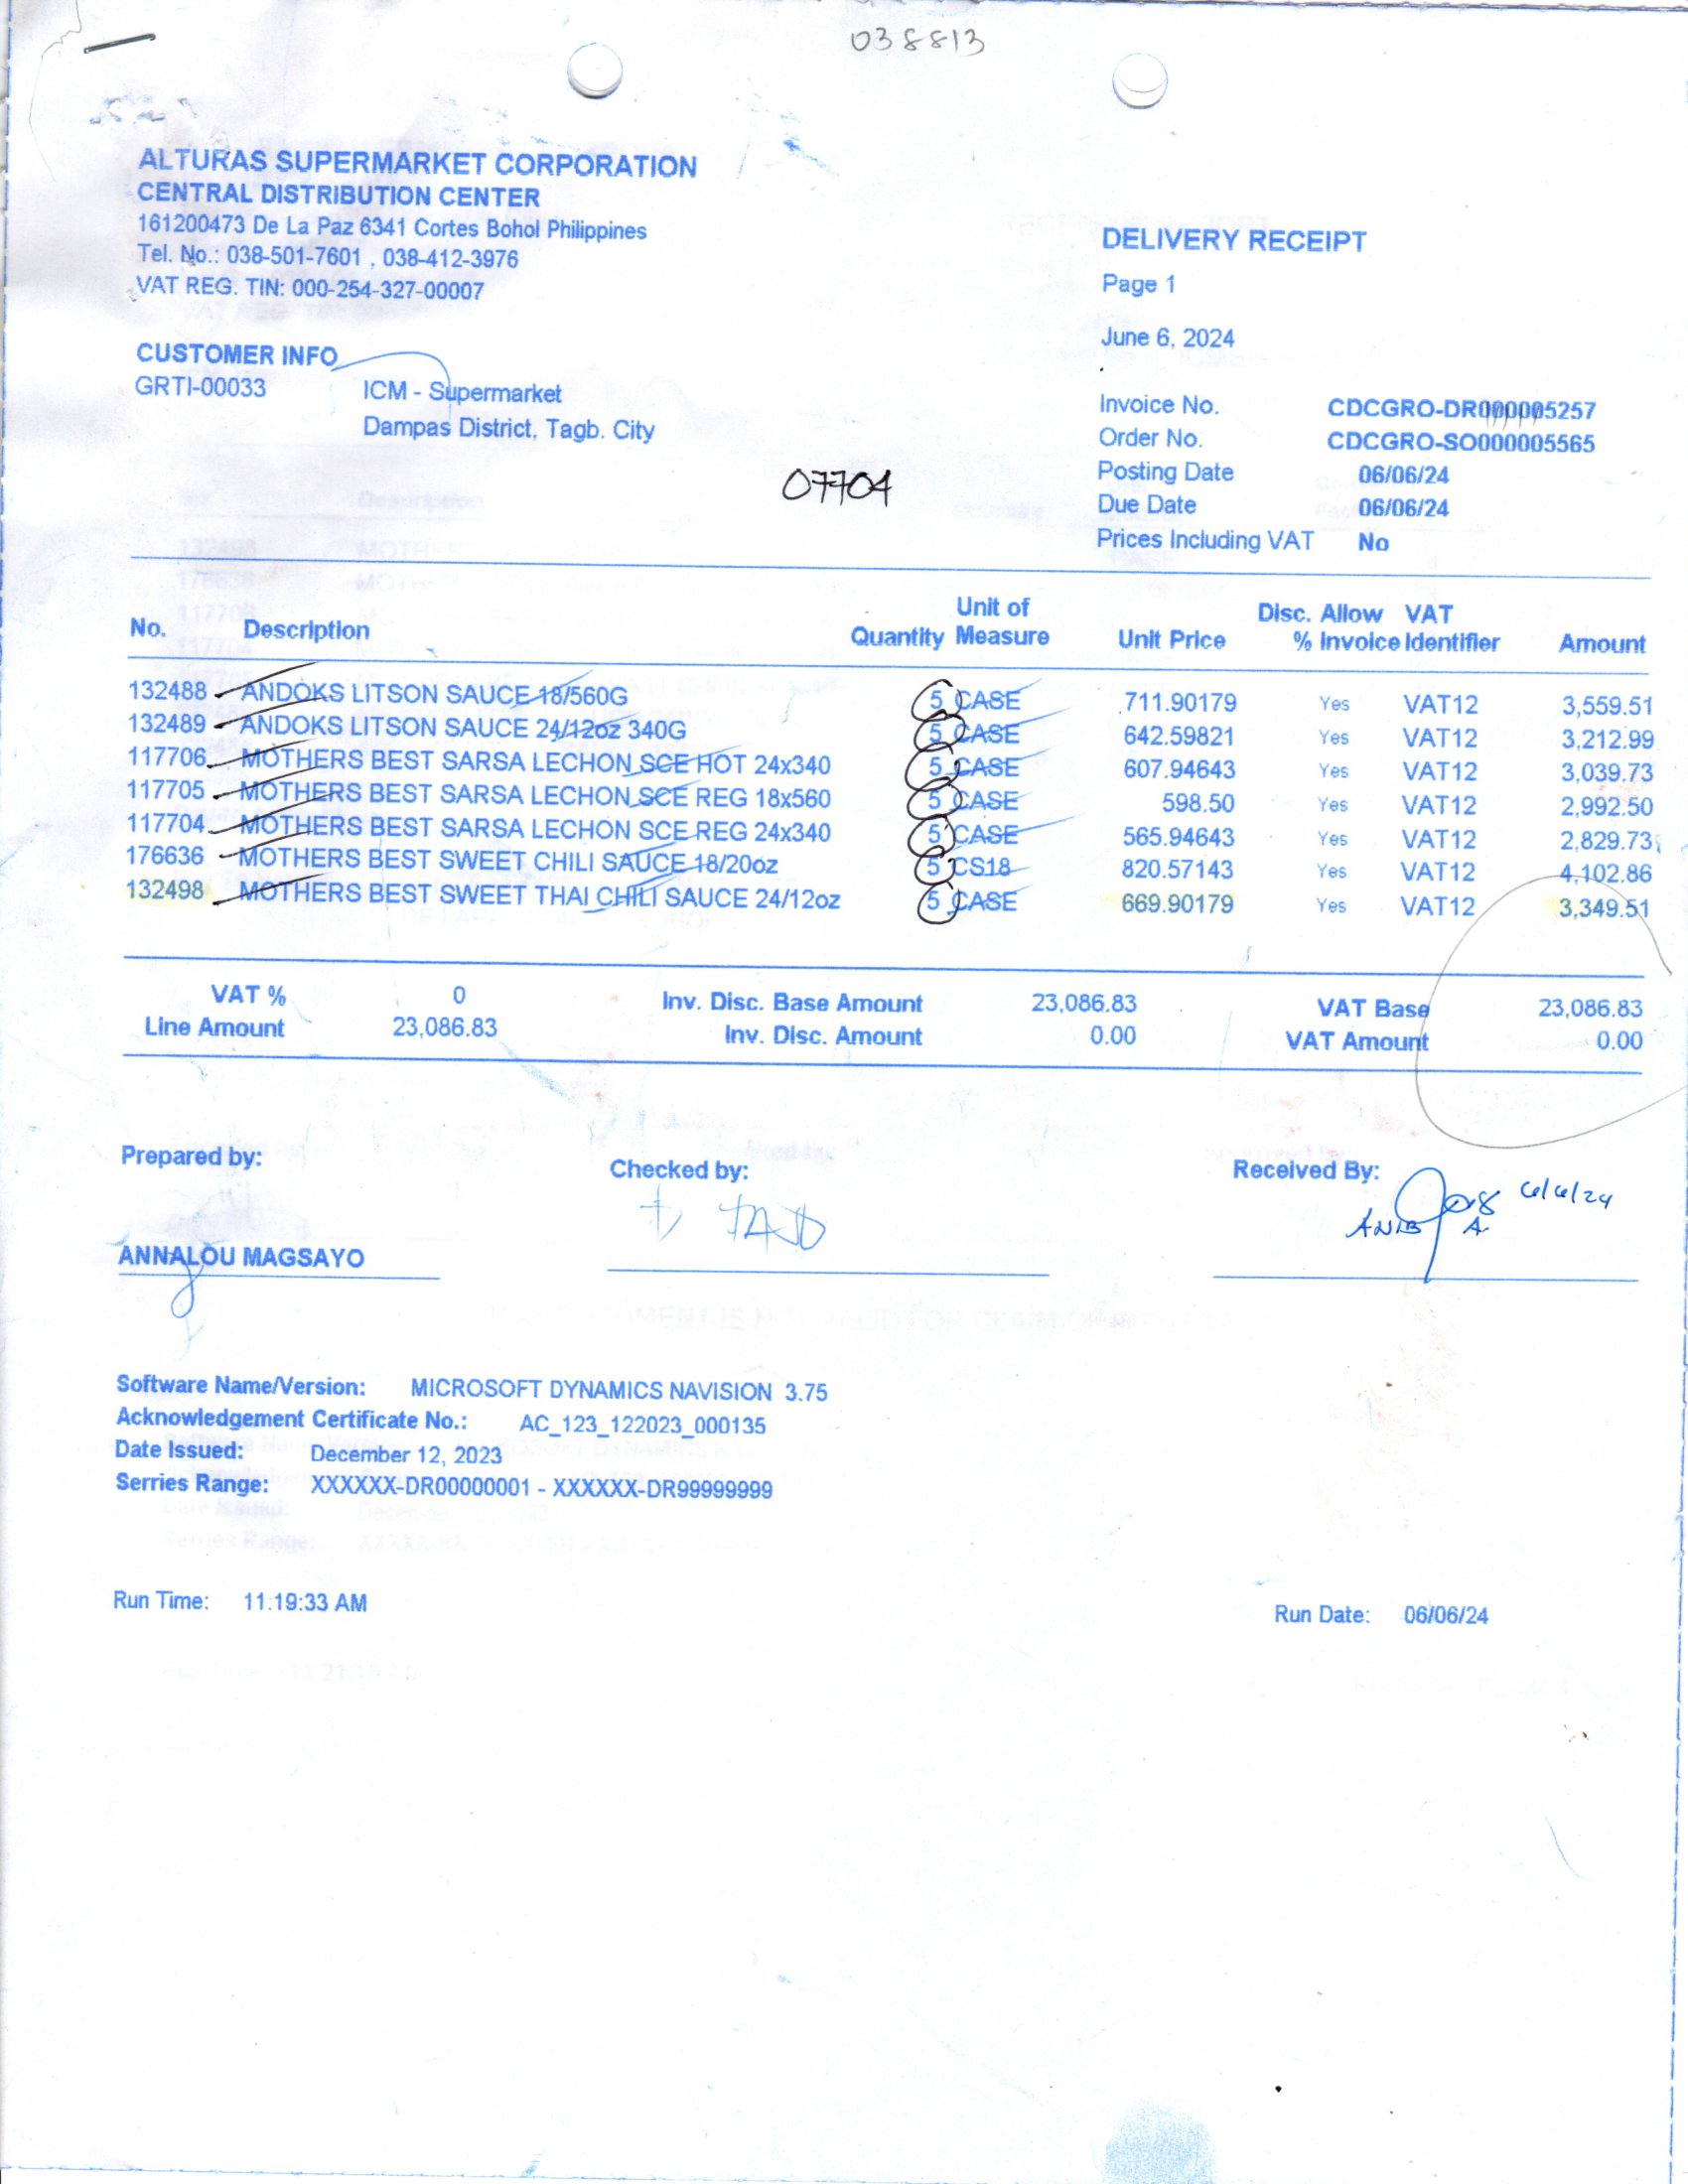 038813
ALTURAS SUPERMARKET CORPORATION
CENTRAL DISTRIBUTION CENTER
161200473 De La Paz 6341 Cortes Bohol Philippines
Tel. No.: 038-501-7601 , 038-412-3976
VAT REG. TIN: 000-254-327-00007
DELIVERY RECEIPT
Page 1
June 6, 2024
CUSTOMER INFO
GRTI-00033 ICM - Supermarket
Dampas District, Tagb. City
Invoice No. CDCGRO-DR000005257
Order No. CDCGRO-SO000005565
Posting Date 06/06/24
Due Date 06/06/24
Prices Including VAT No
07704
No. Description Quantity Unit of Measure Unit Price Disc. % Allow Invoice VAT Identifier Amount
132488 ANDOKS LITSON SAUCE 18/560G 5 CASE 711.90179 Yes VAT12 3,559.51
132489 ANDOKS LITSON SAUCE 24/12oz 340G 5 CASE 642.59821 Yes VAT12 3,212.99
117706 MOTHERS BEST SARSA LECHON SCE HOT 24x340 5 CASE 607.94643 Yes VAT12 3,039.73
117705 MOTHERS BEST SARSA LECHON SCE REG 18x560 5 CASE 598.50 Yes VAT12 2,992.50
117704 MOTHERS BEST SARSA LECHON SCE REG 24x340 5 CASE 565.94643 Yes VAT12 2,829.73
176636 MOTHERS BEST SWEET CHILI SAUCE 18/20oz 5 CS18 820.57143 Yes VAT12 4,102.86
132498 MOTHERS BEST SWEET THAI CHILI SAUCE 24/12oz 5 CASE 669.90179 Yes VAT12 3,349.51
VAT % 0 Inv. Disc. Base Amount 23,086.83 VAT Base 23,086.83
Line Amount 23,086.83 Inv. Disc. Amount 0.00 VAT Amount 0.00
Prepared by: Checked by: Received By:
6/6/24
ANNALOU MAGSAYO
Software Name/Version: MICROSOFT DYNAMICS NAVISION 3.75
Acknowledgement Certificate No.: AC_123_122023_000135
Date Issued: December 12, 2023
Serries Range: XXXXXX-DR00000001 - XXXXXX-DR99999999
Run Time: 11:19:33 AM Run Date: 06/06/24